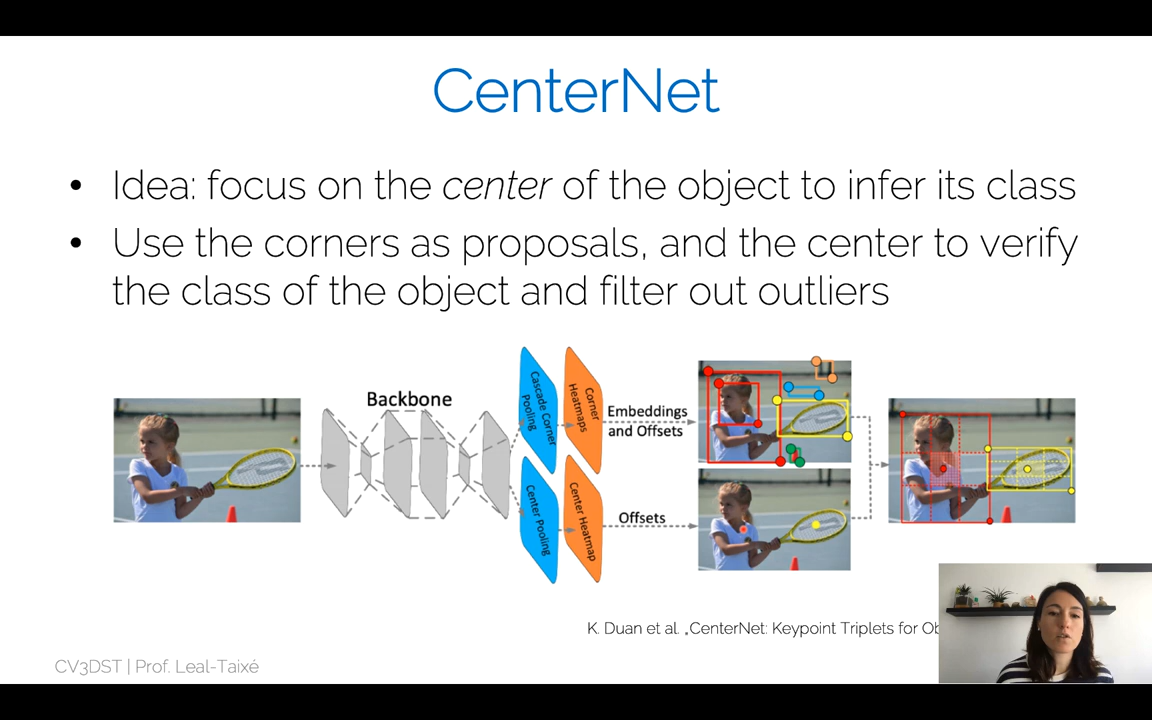 CenterNet
• Idea: focus on the center of the object to infer its class
• Use the corners as proposals, and the center to verify
the class of the object and filter out outliers
Backbone
Cascade Corner
Pooling
Corner
Heatmaps
Embeddings
and Offsets
Center Pooling
Center Heatmap
Offsets
K. Duan et al. „CenterNet: Keypoint Triplets for
CV3DST | Prof. Leal-Taixé